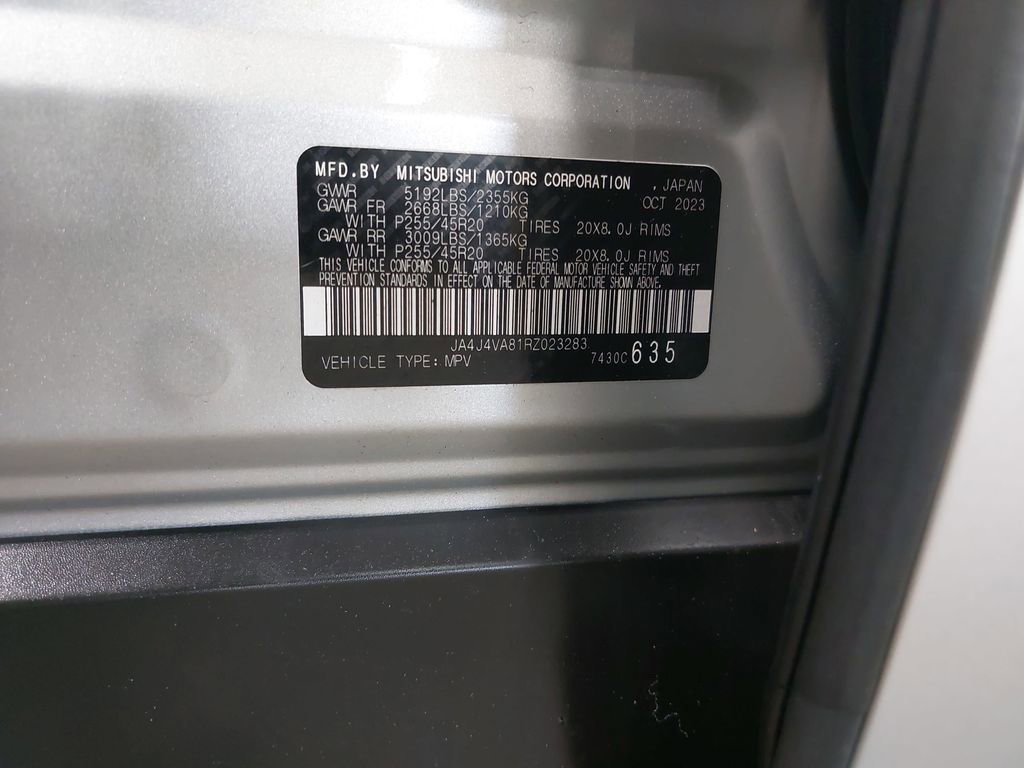 MFD.BY MITSUBISHI MOTORS CORPORATION , JAPAN
GVWR 5192LBS/2355KG OCT 2023
GAWR FR 2668LBS/1210KG
WITH P255/45R20 TIRES 20X8.0J RIMS
GAWR RR 3009LBS/1365KG
WITH P255/45R20 TIRES 20X8.0J RIMS
THIS VEHICLE CONFORMS TO ALL APPLICABLE FEDERAL MOTOR VEHICLE SAFETY AND THEFT
PREVENTION STANDARDS IN EFFECT ON THE DATE OF MANUFACTURE SHOWN ABOVE.
JA4J4VA81RZ023283
VEHICLE TYPE: MPV 7430C 635